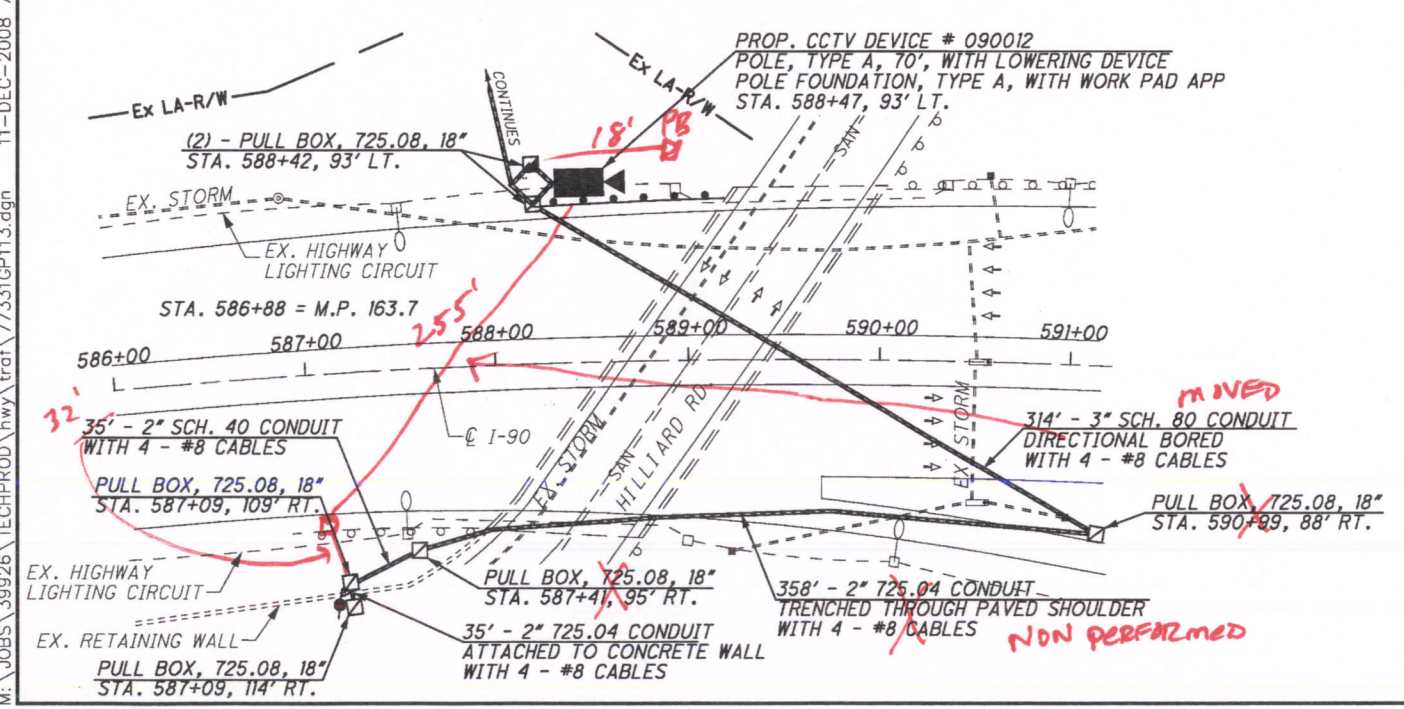 M:\JOBS\39926\TECHPROD\hwy\traf\77331GP113.dgn 11-DEC-2008
Ex LA-R/W
Ex LA-R/W
CONTINUES
PROP. CCTV DEVICE # 090012
POLE, TYPE A, 70', WITH LOWERING DEVICE
POLE FOUNDATION, TYPE A, WITH WORK PAD APP
STA. 588+47, 93' LT.
(2) - PULL BOX, 725.08, 18"
STA. 588+42, 93' LT.
18'
PB
SAN
EX. STORM
EX. HIGHWAY
LIGHTING CIRCUIT
STA. 586+88 = M.P. 163.7
255'
586+00
587+00
588+00
589+00
590+00
591+00
32'
35' - 2" SCH. 40 CONDUIT
WITH 4 - #8 CABLES
℄ I-90
MOVED
314' - 3" SCH. 80 CONDUIT
DIRECTIONAL BORED
WITH 4 - #8 CABLES
EX STORM
EX. STORM
SAN
HILLIARD RD
PULL BOX, 725.08, 18"
STA. 587+09, 109' RT.
PULL BOX, 725.08, 18"
STA. 590+99, 88' RT.
EX. HIGHWAY
LIGHTING CIRCUIT
PULL BOX, 725.08, 18"
STA. 587+41, 95' RT.
358' - 2" 725.04 CONDUIT
TRENCHED THROUGH PAVED SHOULDER
WITH 4 - #8 CABLES
NON PERFORMED
EX. RETAINING WALL
35' - 2" 725.04 CONDUIT
ATTACHED TO CONCRETE WALL
WITH 4 - #8 CABLES
PULL BOX, 725.08, 18"
STA. 587+09, 114' RT.